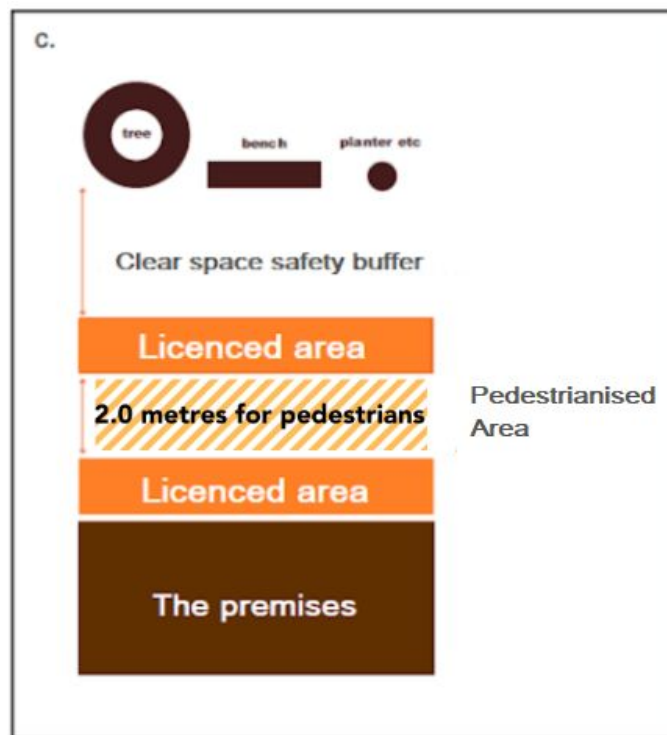 C.
tree
bench
planter etc
Clear space safety buffer
Licenced area
2.0 metres for pedestrians
Pedestrianised
Area
Licenced area
The premises